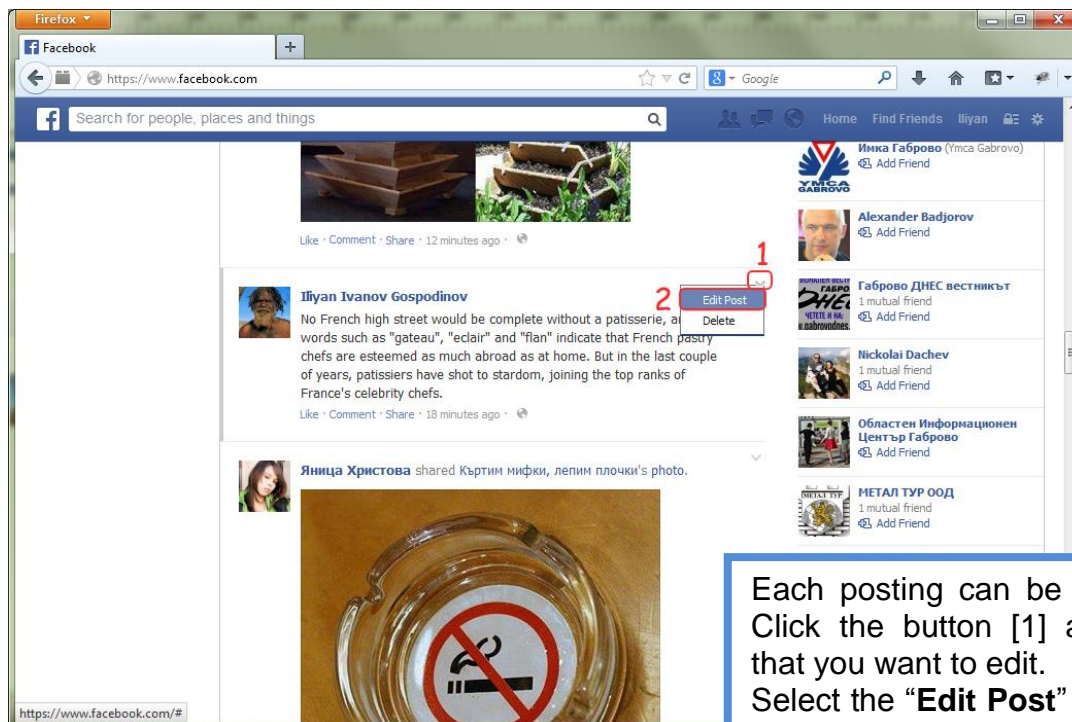 Firefox
Facebook
https://www.facebook.com
Google
Search for people, places and things
Home Find Friends Iliyan
Имка Габрово (Ymca Gabrovo)
Add Friend
YMCA
GABROVO
Like · Comment · Share · 12 minutes ago ·
Alexander Badjorov
Add Friend
1
2
Edit Post
Delete
Iliyan Ivanov Gospodinov
No French high street would be complete without a patisserie,
words such as "gateau", "eclair" and "flan" indicate that French pastry
chefs are esteemed as much abroad as at home. But in the last couple
of years, patissiers have shot to stardom, joining the top ranks of
France's celebrity chefs.
Like · Comment · Share · 18 minutes ago ·
Габрово ДНЕС вестникът
1 mutual friend
Add Friend
Nickolai Dachev
1 mutual friend
Add Friend
Областен Информационен
Център Габрово
Add Friend
МЕТАЛ ТУР ООД
1 mutual friend
Add Friend
Яница Христова shared Къртим мифки, лепим плочки's photo.
Each posting can be
Click the button [1]
that you want to edit.
Select the “Edit Post”
https://www.facebook.com/#